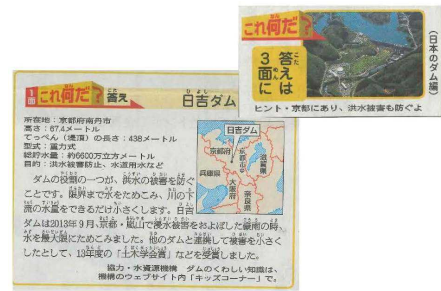 これ何だ？
答えは
3面に
(日本のダム編)
ヒント・京都にあり、洪水被害も防ぐよ
1面 これ何だ？ 答え
日吉ダム
所在地：京都府南丹市
高さ：67.4メートル
てっぺん（堤頂）の長さ：438メートル
型式：重力式
総貯水量：約6600万立方メートル
目的：洪水被害防止、水道用水など
ダムの役割の一つが、洪水の被害を防ぐ
ことです。限界まで水をためこみ、川の下
流の水量をできるだけ小さくします。日吉
ダムは2013年9月、京都・嵐山で浸水被害をおよぼした豪雨の時、
水を最大限にためこみました。他のダムと連携して被害を小さく
したとして、13年度の「土木学会賞」などを受賞しました。
協力・水資源機構　ダムのくわしい知識は、
機構のウェブサイト内「キッズコーナー」で。
日吉ダム
京都府
京都市
滋賀県
兵庫県
大阪府
奈良県